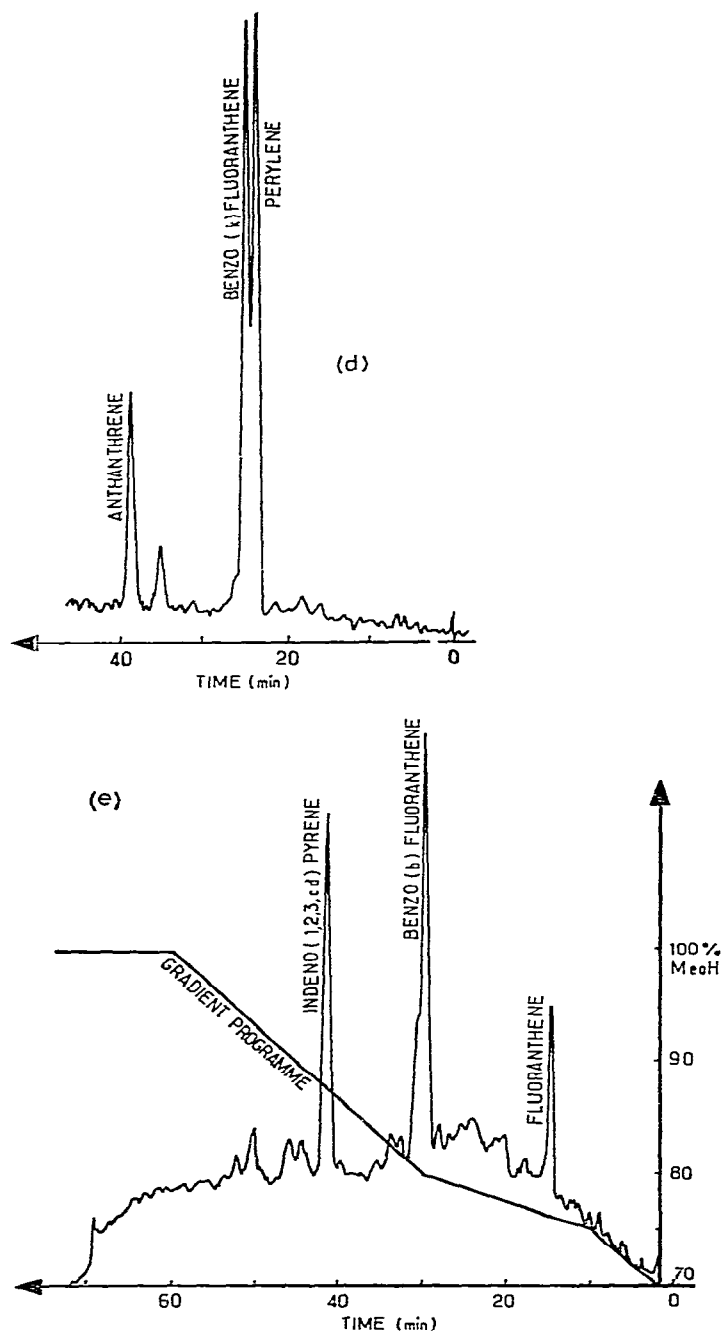 BENZO (k) FLUORANTHENE
PERYLENE
(d)
ANTHANTHRENE
40
20
0
TIME (min)
(e)
INDENO (1,2,3,cd) PYRENE
BENZO (b) FLUORANTHENE
FLUORANTHENE
GRADIENT PROGRAMME
100%
MeOH
90
80
70
60
40
20
0
TIME (min)